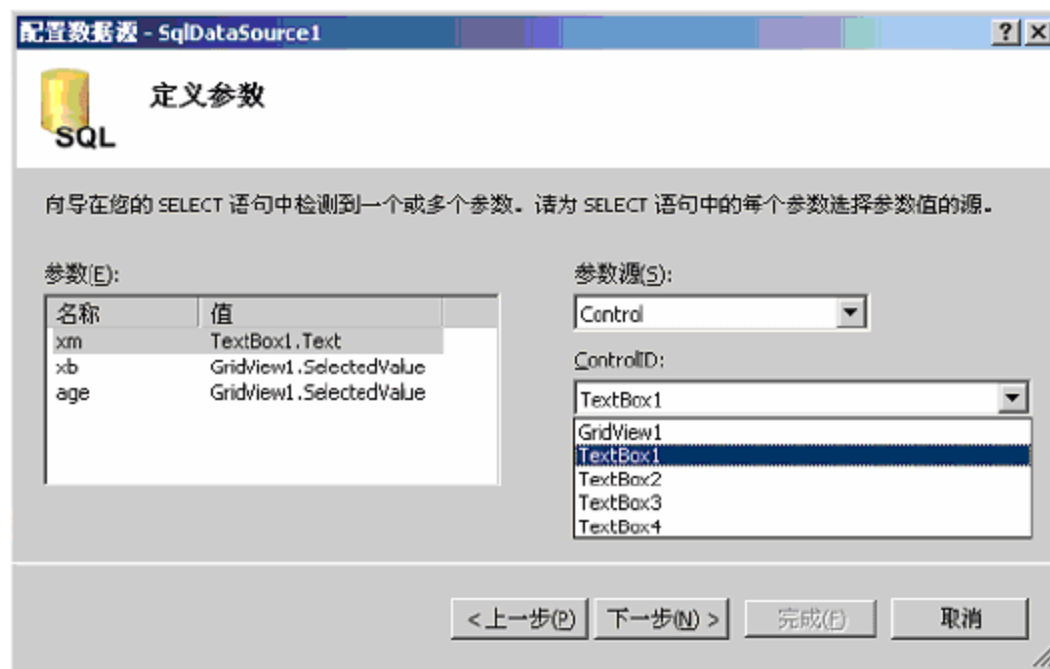 配置数据源 - SqlDataSource1
定义参数
SQL
向导在您的 SELECT 语句中检测到一个或多个参数。请为 SELECT 语句中的每个参数选择参数值的源。
参数(E):
名称 值
xm TextBox1.Text
xb GridView1.SelectedValue
age GridView1.SelectedValue
参数源(S):
Control
ControlID:
TextBox1
GridView1
TextBox1
TextBox2
TextBox3
TextBox4
<上一步(P)
下一步(N) >
完成(F)
取消